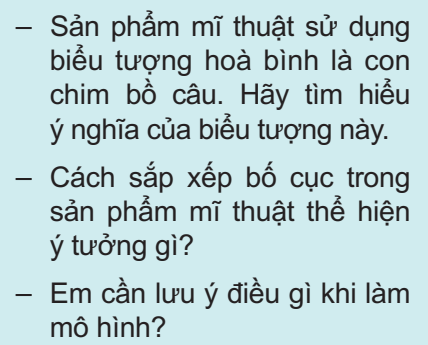 – Sản phẩm mĩ thuật sử dụng
biểu tượng hoà bình là con
chim bồ câu. Hãy tìm hiểu
ý nghĩa của biểu tượng này.
– Cách sắp xếp bố cục trong
sản phẩm mĩ thuật thể hiện
ý tưởng gì?
– Em cần lưu ý điều gì khi làm
mô hình?